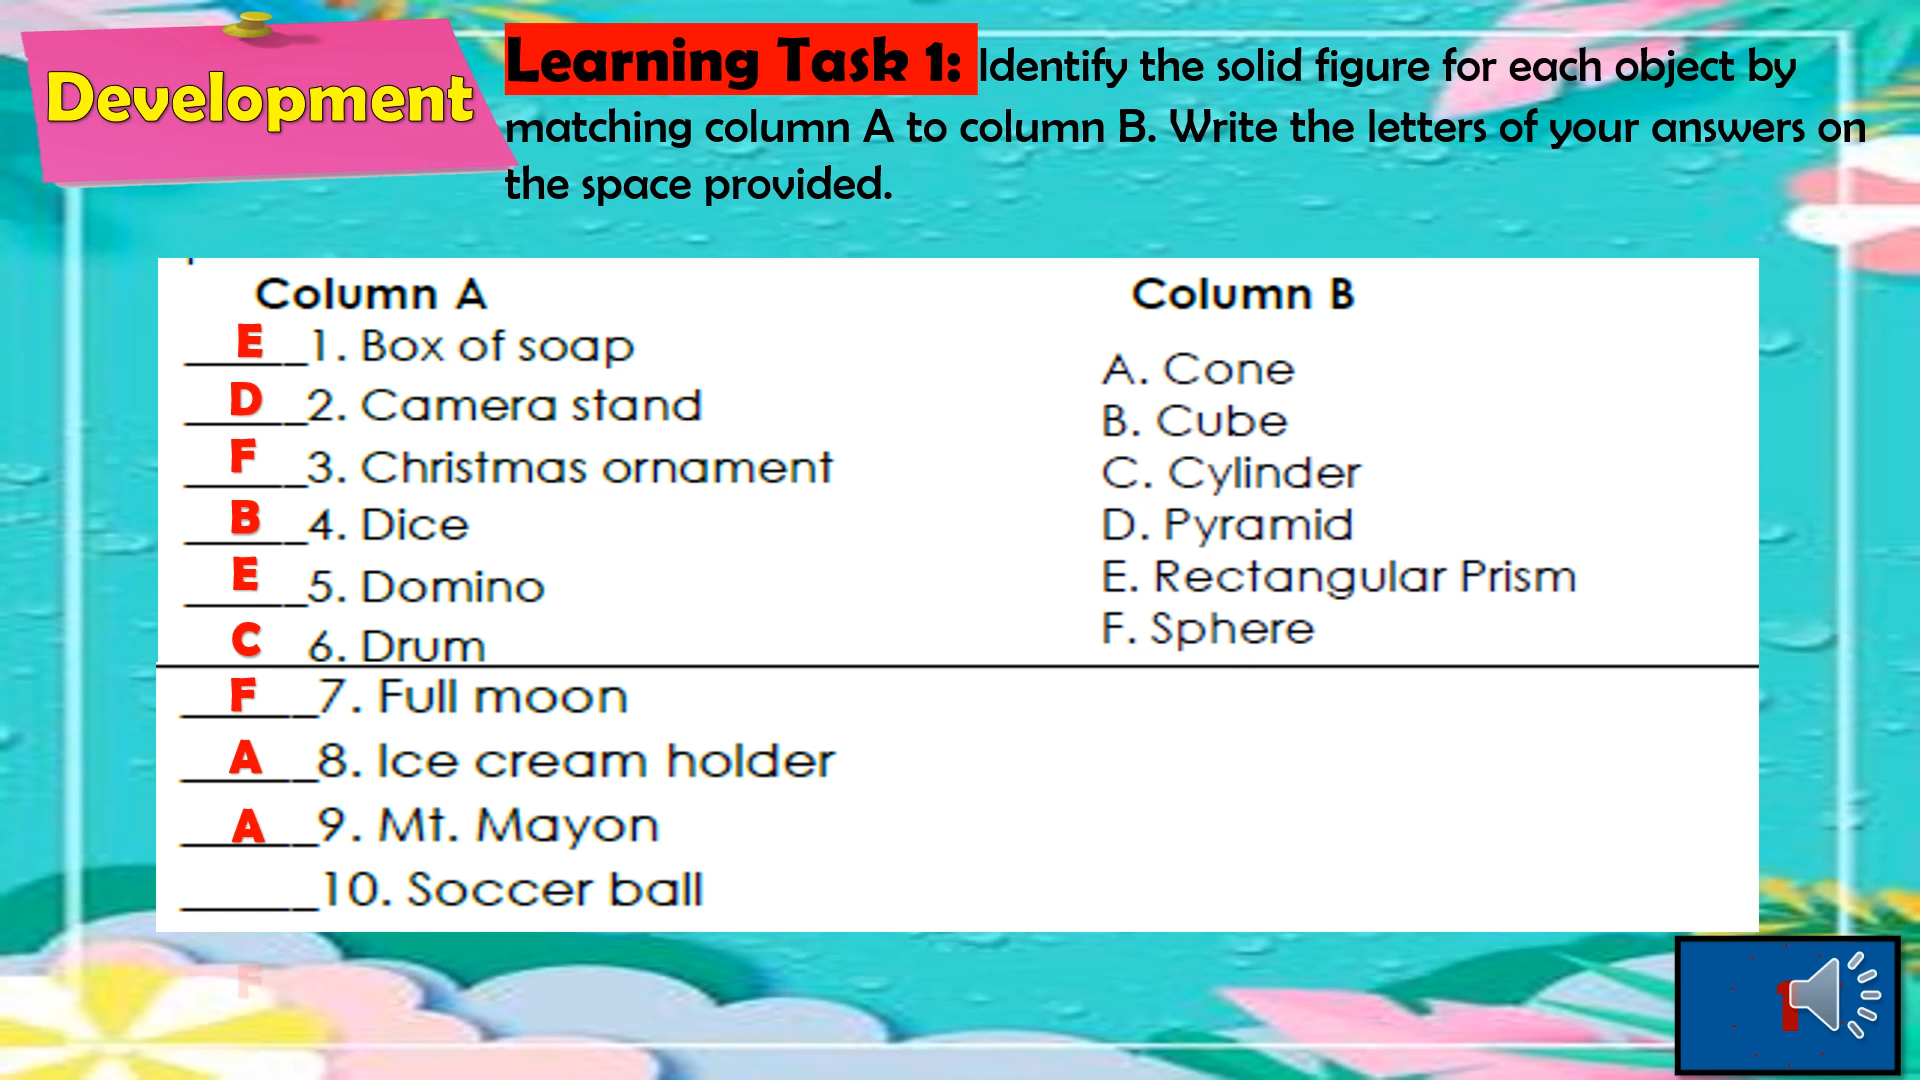 Development
Learning Task 1: Identify the solid figure for each object by
matching column A to column B. Write the letters of your answers on
the space provided.
Column A
E 1. Box of soap
D 2. Camera stand
F 3. Christmas ornament
B 4. Dice
E 5. Domino
C 6. Drum
F 7. Full moon
A 8. Ice cream holder
A 9. Mt. Mayon
_____10. Soccer ball
F
Column B
A. Cone
B. Cube
C. Cylinder
D. Pyramid
E. Rectangular Prism
F. Sphere
1